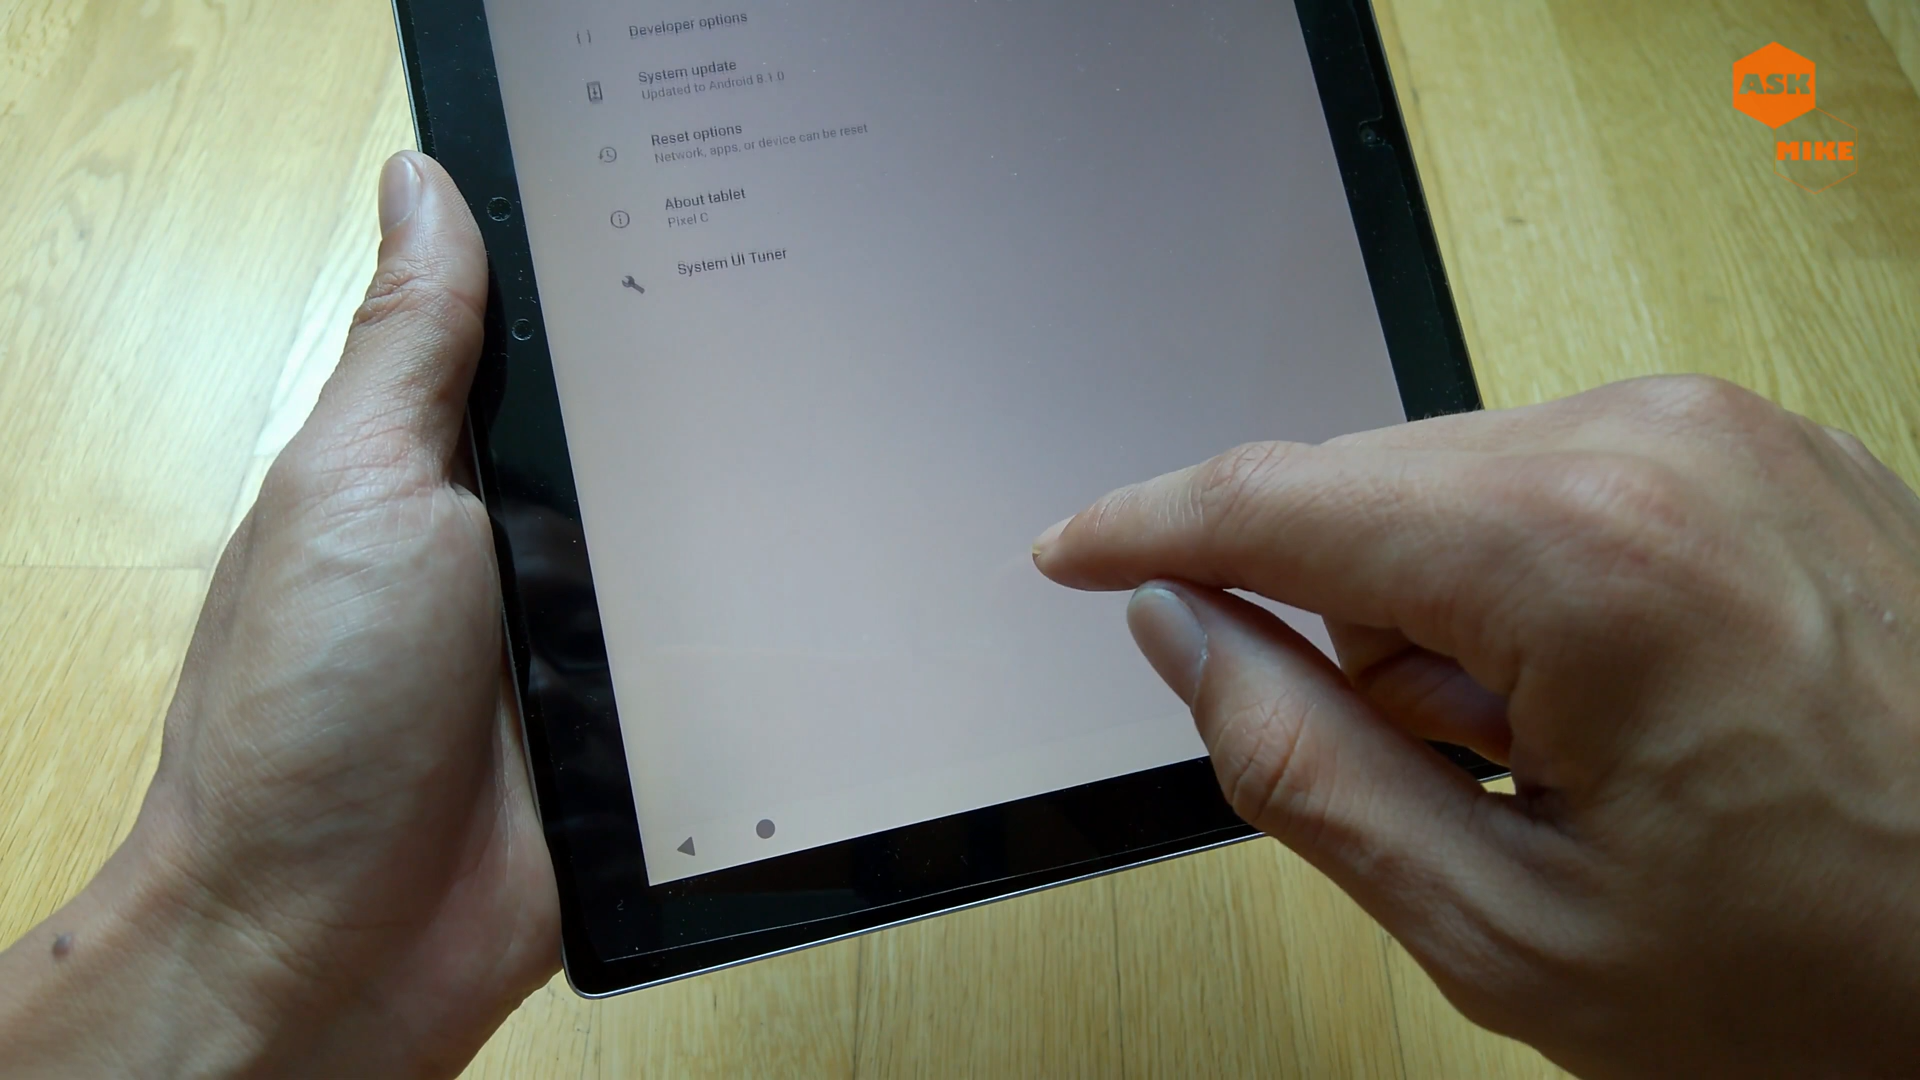 Developer options
System update
Updated to Android 8.1.0
Reset options
Network, apps, or device can be reset
About tablet
Pixel C
System UI Tuner
ASK
MIKE